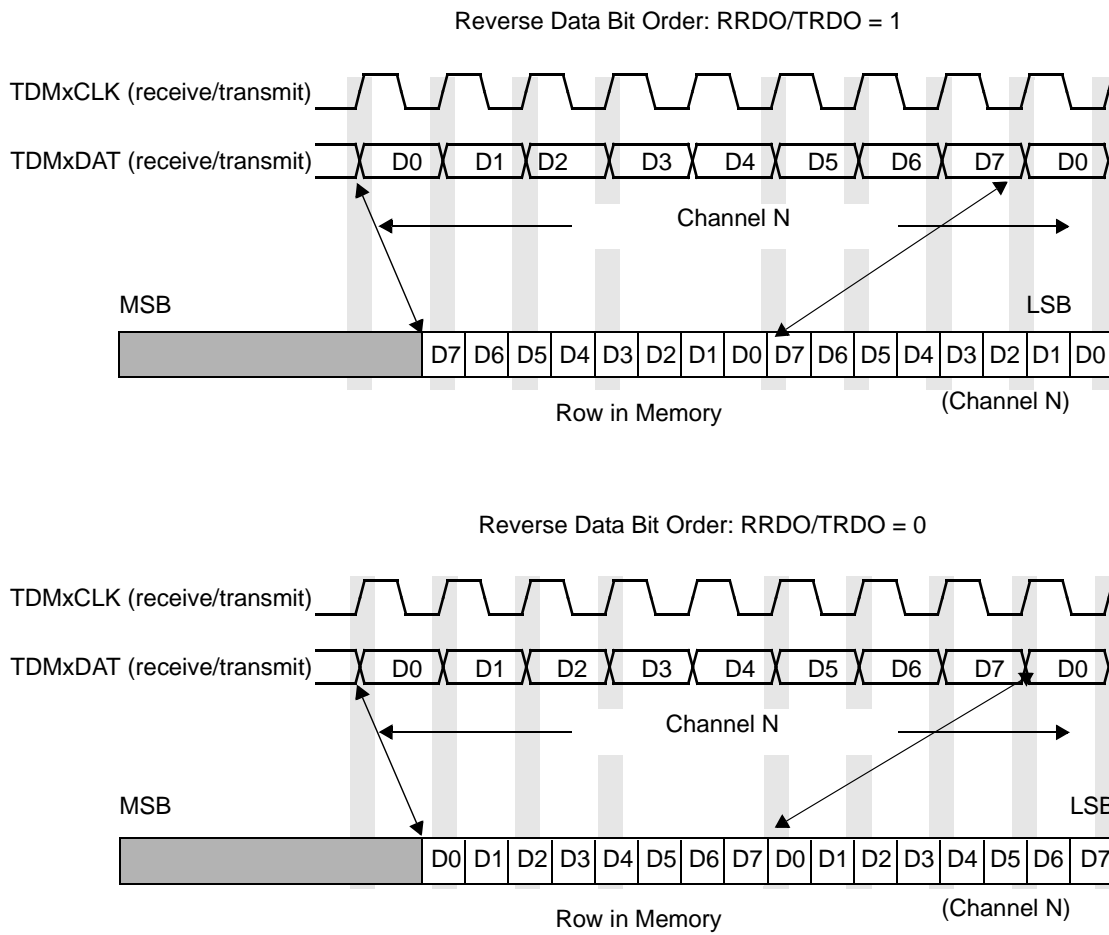 Reverse Data Bit Order: RRDO/TRDO = 1
TDMxCLK (receive/transmit)
TDMxDAT (receive/transmit) D0 D1 D2 D3 D4 D5 D6 D7 D0
Channel N
MSB LSB
D7 D6 D5 D4 D3 D2 D1 D0 D7 D6 D5 D4 D3 D2 D1 D0
Row in Memory (Channel N)
Reverse Data Bit Order: RRDO/TRDO = 0
TDMxCLK (receive/transmit)
TDMxDAT (receive/transmit) D0 D1 D2 D3 D4 D5 D6 D7 D0
Channel N
MSB LSB
D0 D1 D2 D3 D4 D5 D6 D7 D0 D1 D2 D3 D4 D5 D6 D7
Row in Memory (Channel N)